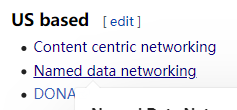 US based [ edit ]
Content centric networking
Named data networking
DONA